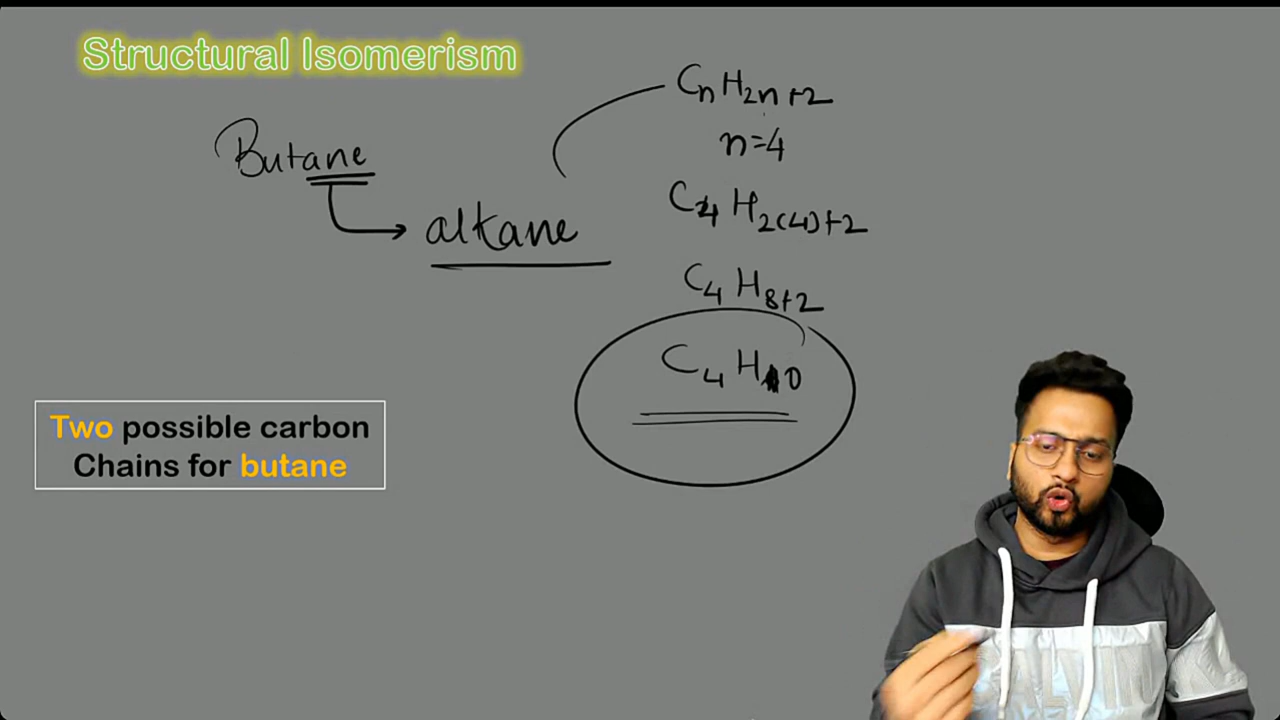 Structural Isomerism
CnH2n+2
n=4
Butane
alkane
C4H2(4)+2
C4H8+2
C4H10
Two possible carbon
Chains for butane